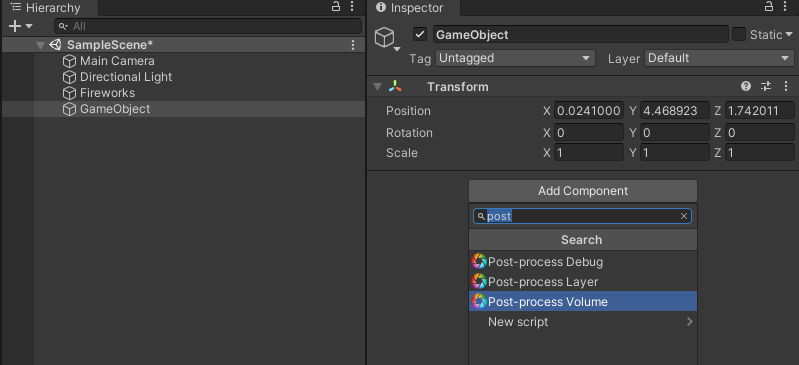 Hierarchy
All
SampleScene*
Main Camera
Directional Light
Fireworks
GameObject
Inspector
GameObject Static
Tag Untagged Layer Default
Transform
Position X 0.0241000 Y 4.468923 Z 1.742011
Rotation X 0 Y 0 Z 0
Scale X 1 Y 1 Z 1
Add Component
post
Search
Post-process Debug
Post-process Layer
Post-process Volume
New script